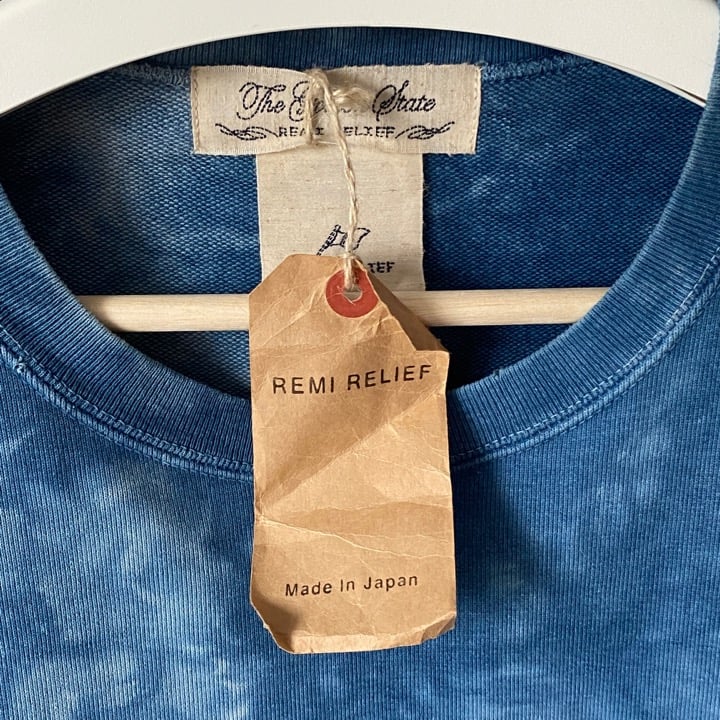 The State
REMI RELIEF
REMI RELIEF
Made In Japan